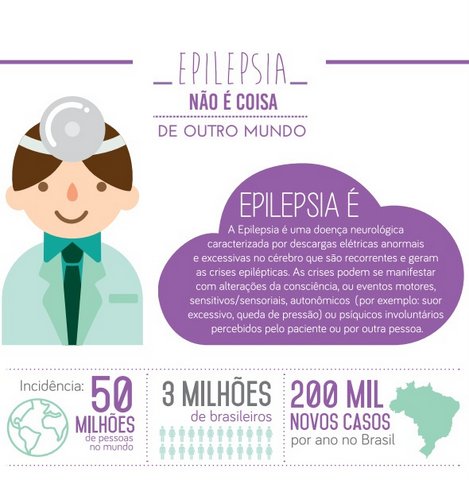 _EPILEPSIA_
NÃO É COISA
DE OUTRO MUNDO
EPILEPSIA É
A Epilepsia é uma doença neurológica
caracterizada por descargas elétricas anormais
e excessivas no cérebro que são recorrentes e geram
as crises epilépticas. As crises podem se manifestar
com alterações da consciência, ou eventos motores,
sensitivos/sensoriais, autonômicos (por exemplo: suor
excessivo, queda de pressão) ou psíquicos involuntários
percebidos pelo paciente ou por outra pessoa.
Incidência: 50
MILHÕES
de pessoas
no mundo
3 MILHÕES
de brasileiros
200 MIL
NOVOS CASOS
por ano no Brasil